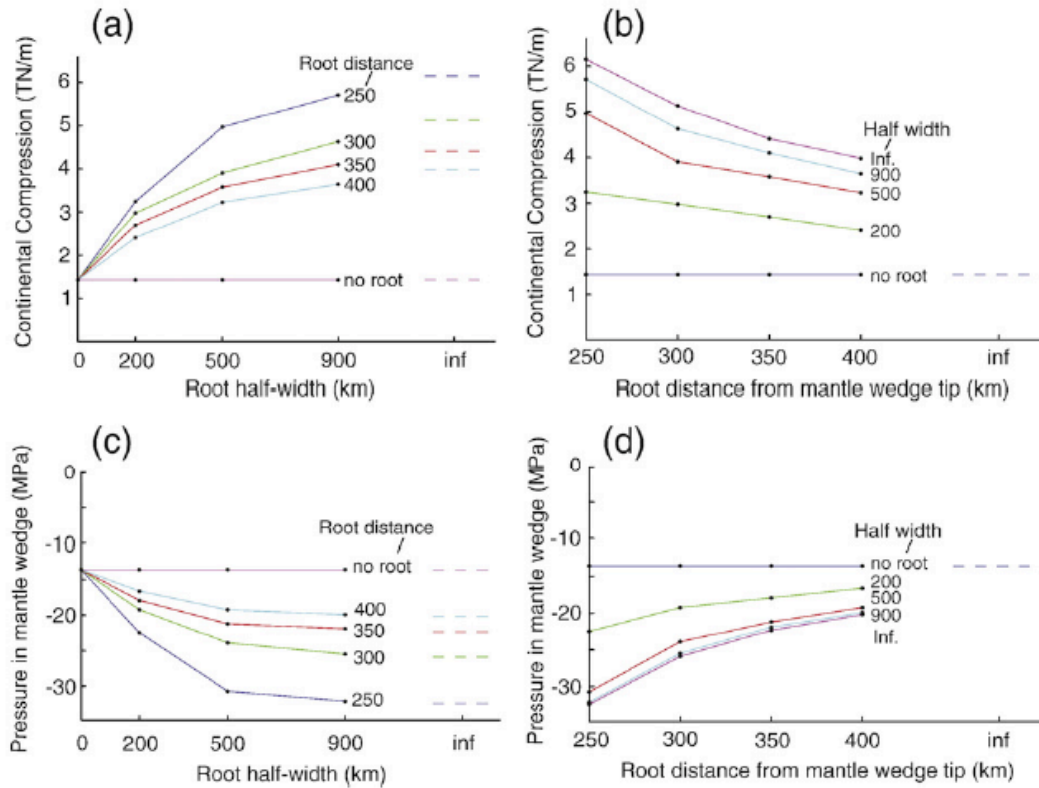 (a)
Continental Compression (TN/m)
6
5
4
3
2
1
Root distance
250
300
350
400
no root
0 200 500 900 inf
Root half-width (km)
(b)
Continental Compression (TN/m)
6
5
4
3
2
1
Half width
Inf.
900
500
200
no root
250 300 350 400 inf
Root distance from mantle wedge tip (km)
(c)
Pressure in mantle wedge (MPa)
0
-10
-20
-30
Root distance
no root
400
350
300
250
0 200 500 900 inf
Root half-width (km)
(d)
Pressure in mantle wedge (MPa)
0
-10
-20
-30
Half width
no root
200
500
900
Inf.
250 300 350 400 inf
Root distance from mantle wedge tip (km)